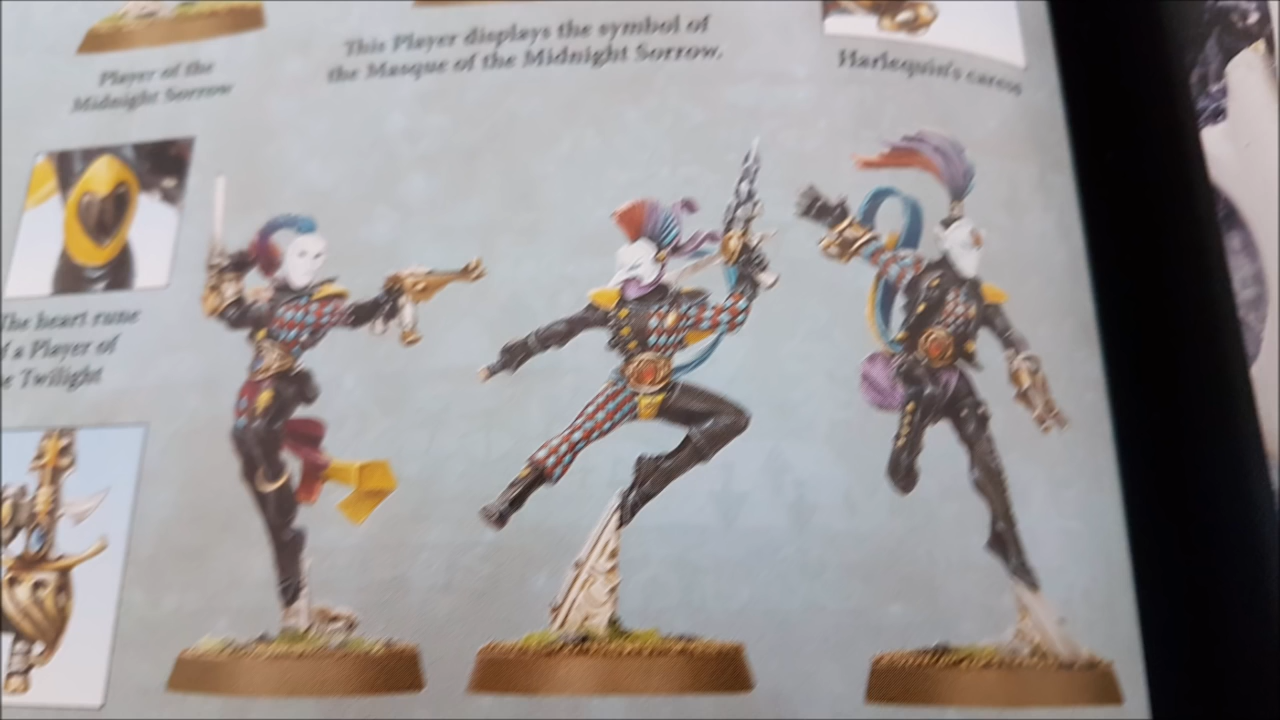 Player of the
Midnight Sorrow
This Player displays the symbol of
the Masque of the Midnight Sorrow.
Harlequin's caress
The heart rune
of a Player of
e Twilight